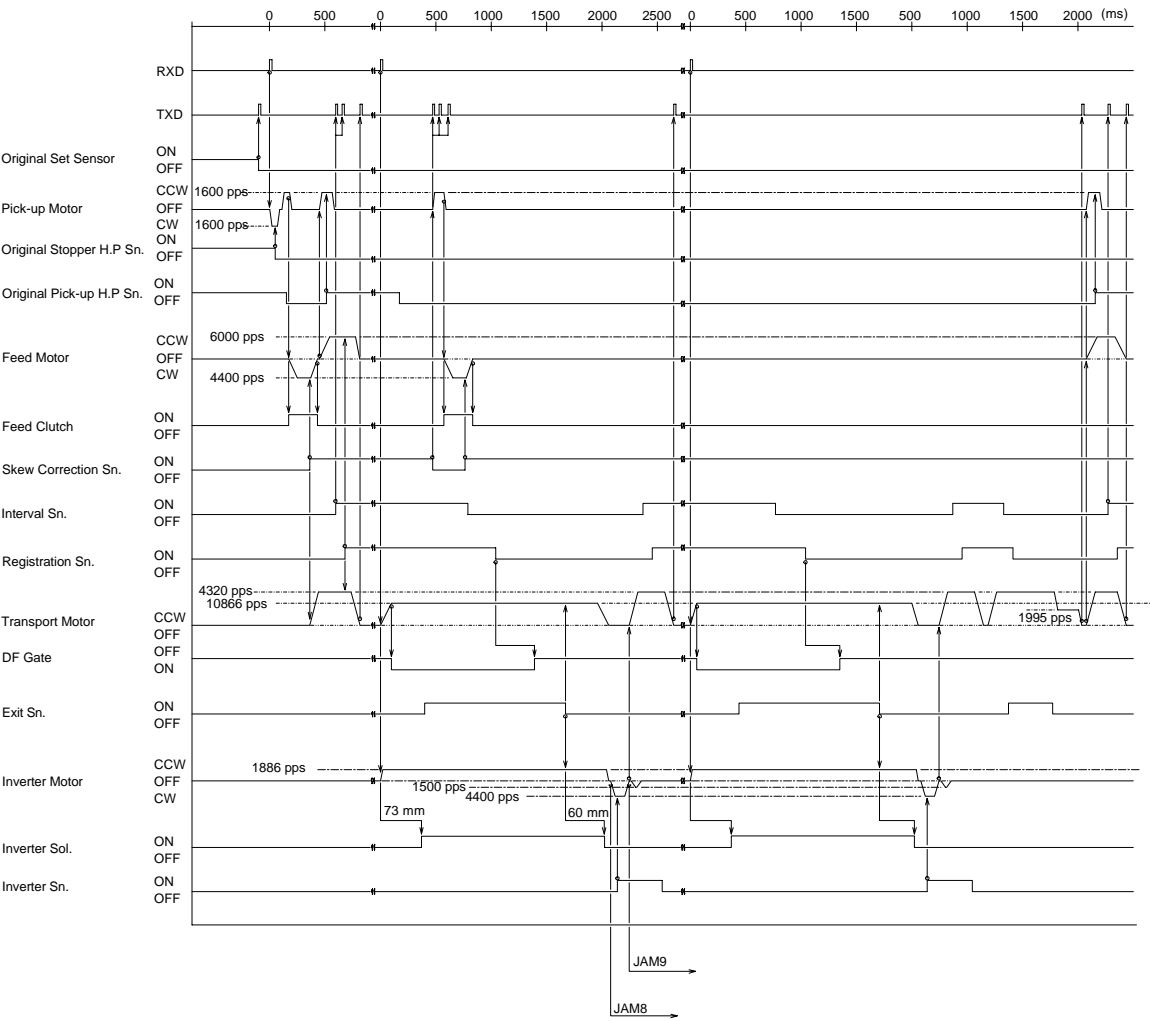 0 500 0 500 1000 1500 2000 2500 0 500 1000 1500 500 1000 1500 2000 (ms)
RXD
TXD
Original Set Sensor ON
OFF
Pick-up Motor CCW 1600 pps
OFF
CW 1600 pps
Original Stopper H.P Sn. ON
OFF
Original Pick-up H.P Sn. ON
OFF
6000 pps
Feed Motor CCW
OFF
CW 4400 pps
Feed Clutch ON
OFF
Skew Correction Sn. ON
OFF
Interval Sn. ON
OFF
Registration Sn. ON
OFF
4320 pps
10866 pps
Transport Motor CCW 1995 pps
OFF
DF Gate OFF
ON
Exit Sn. ON
OFF
Inverter Motor CCW 1886 pps
OFF 1500 pps
CW 4400 pps
73 mm 60 mm
Inverter Sol. ON
OFF
Inverter Sn. ON
OFF
JAM9
JAM8